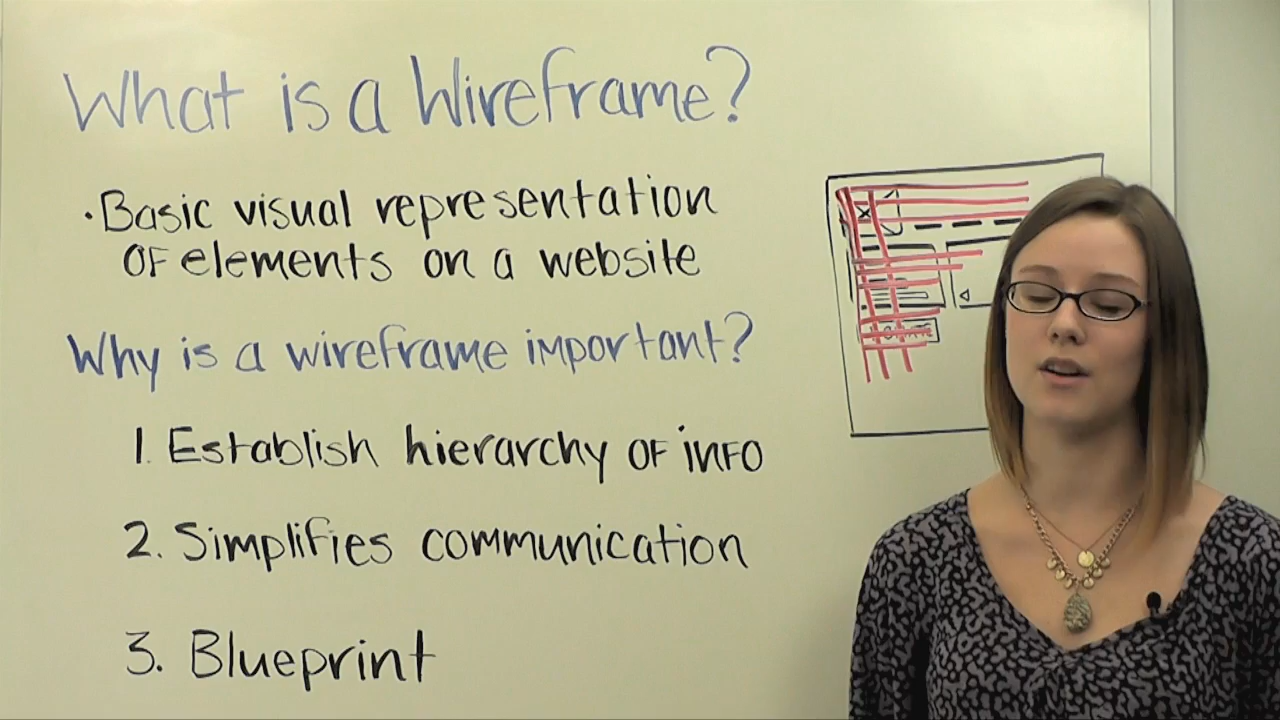 What is a Wireframe?
· Basic visual representation
of elements on a website
Why is a wireframe important?
1. Establish hierarchy of info
2. Simplifies communication
3. Blueprint